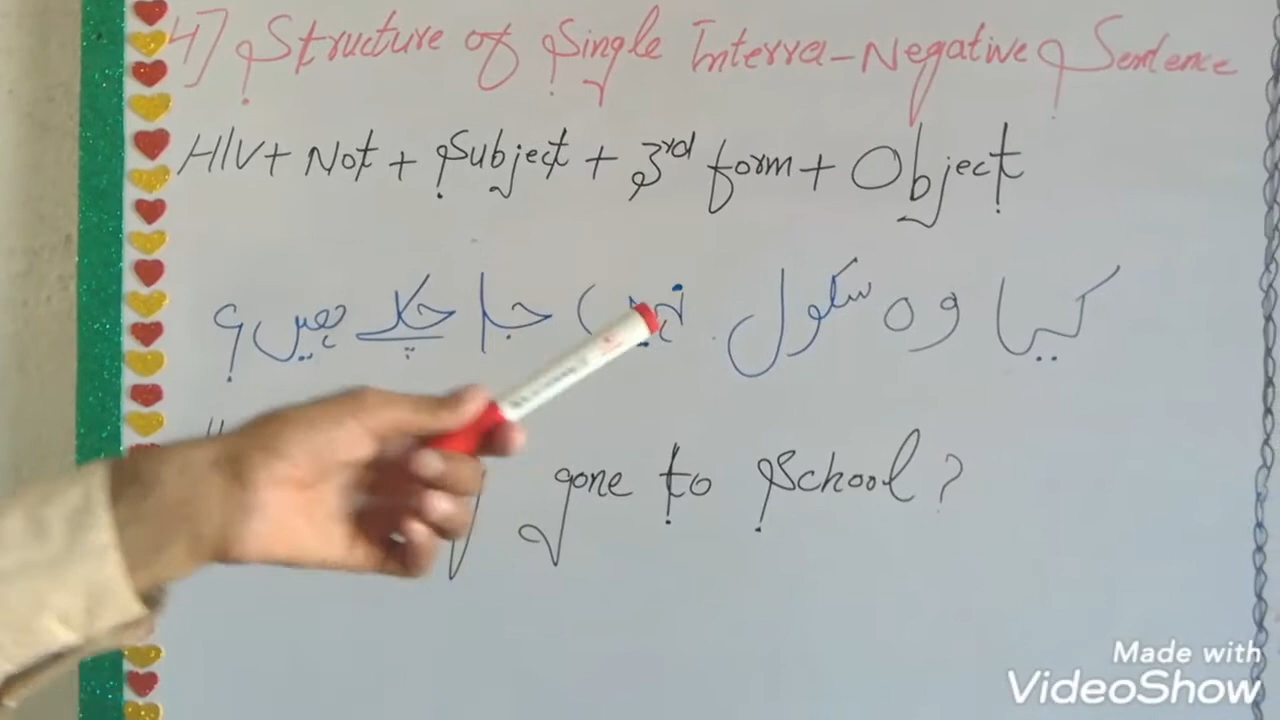 4] Structure of Single Interra-Negative Sentence
H/V + Not + Subject + 3rd form + Object
کیا وہ سکول جا چکے ہیں؟
gone to School?
Made with
VideoShow